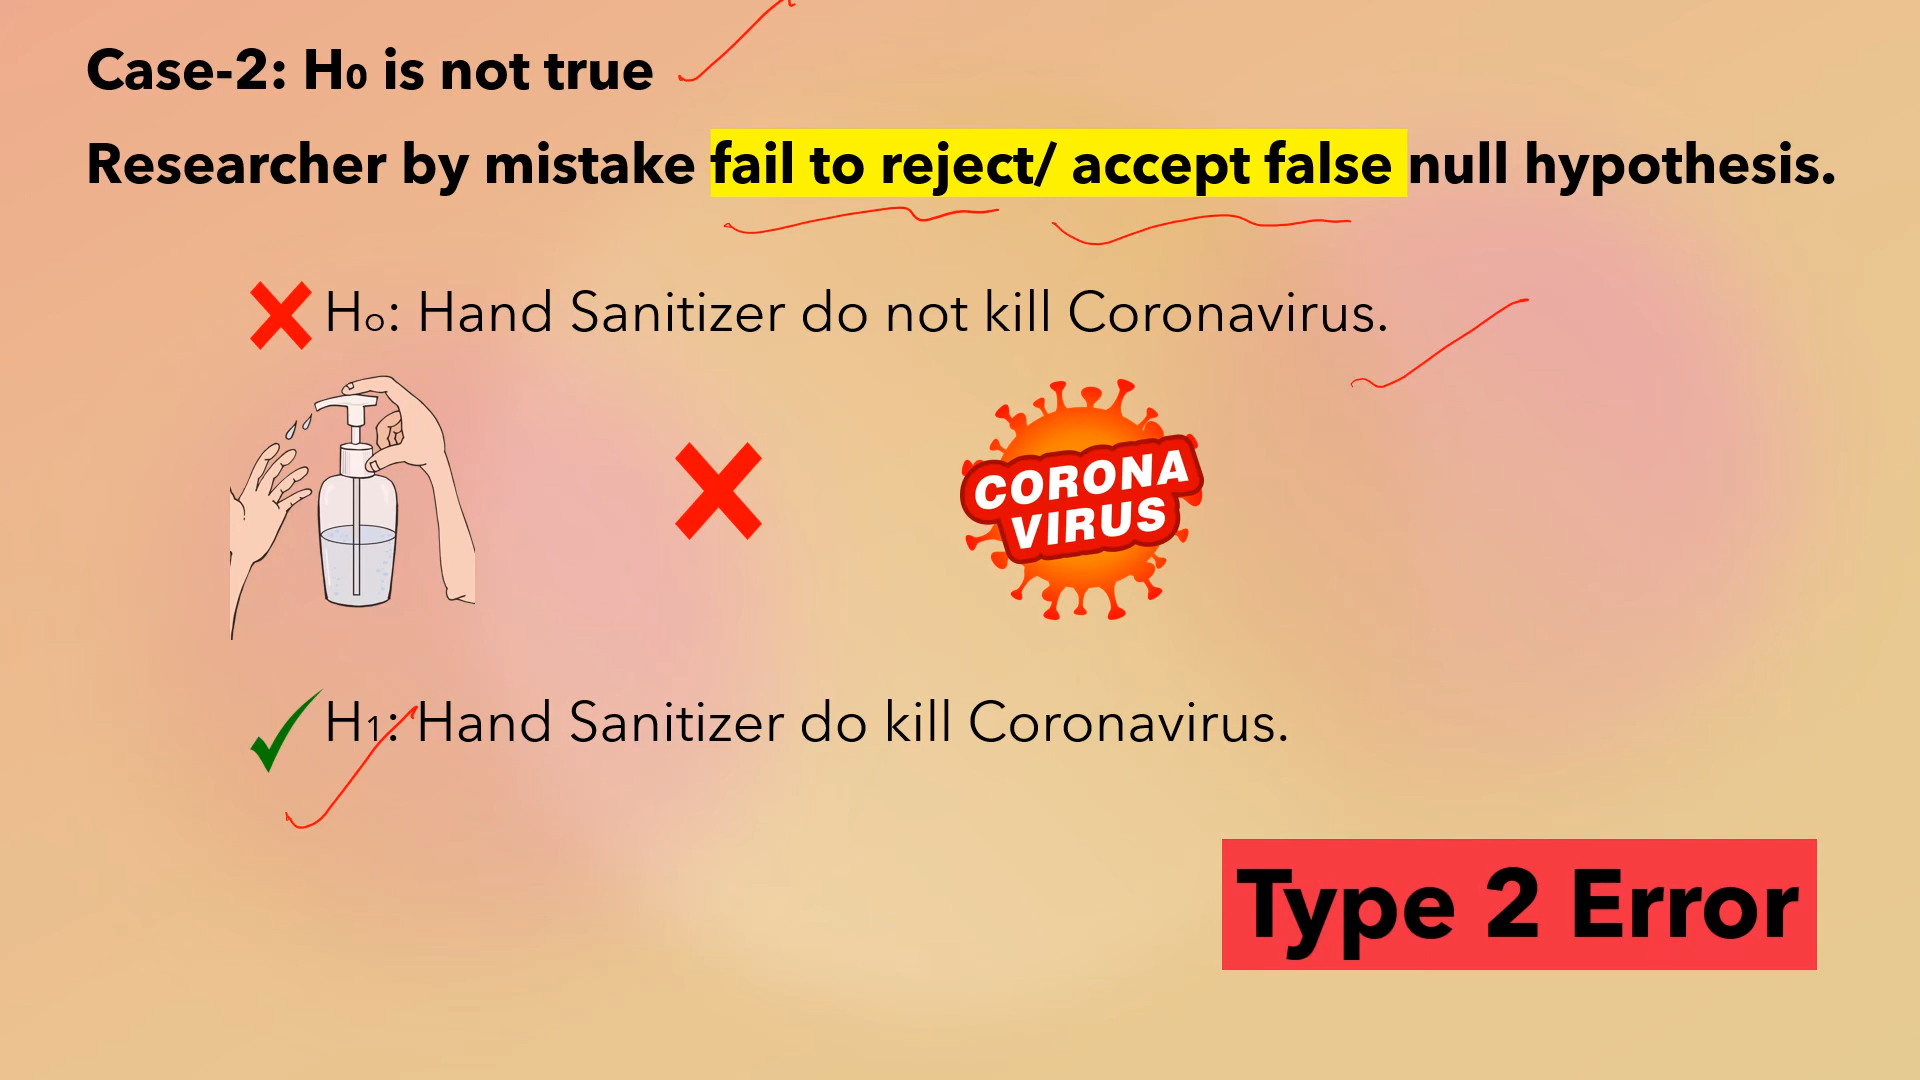 Case-2: H₀ is not true
Researcher by mistake fail to reject/ accept false null hypothesis.
Hₒ: Hand Sanitizer do not kill Coronavirus.
CORONA
VIRUS
H₁: Hand Sanitizer do kill Coronavirus.
Type 2 Error